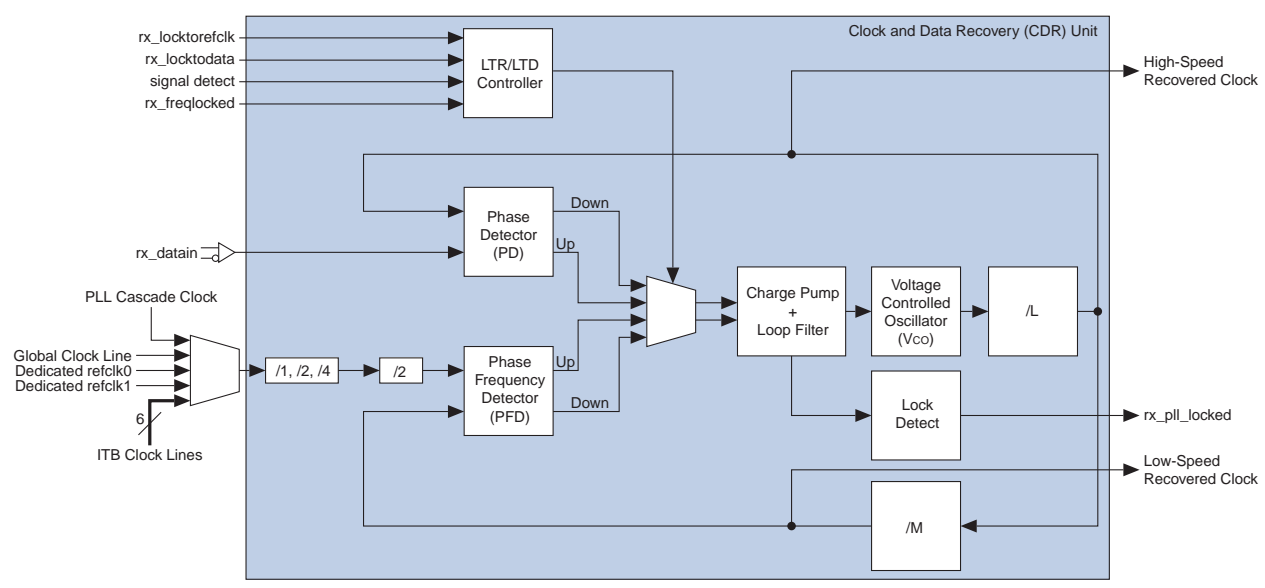 Clock and Data Recovery (CDR) Unit
rx_locktorefclk
rx_locktodata
signal detect
rx_freqlocked
LTR/LTD
Controller
High-Speed
Recovered Clock
Phase
Detector
(PD)
Down
Up
rx_datain
PLL Cascade Clock
Global Clock Line
Dedicated refclk0
Dedicated refclk1
6
ITB Clock Lines
/1, /2, /4
/2
Phase
Frequency
Detector
(PFD)
Up
Down
Charge Pump
+
Loop Filter
Voltage
Controlled
Oscillator
(VCO)
/L
Lock
Detect
rx_pll_locked
Low-Speed
Recovered Clock
/M